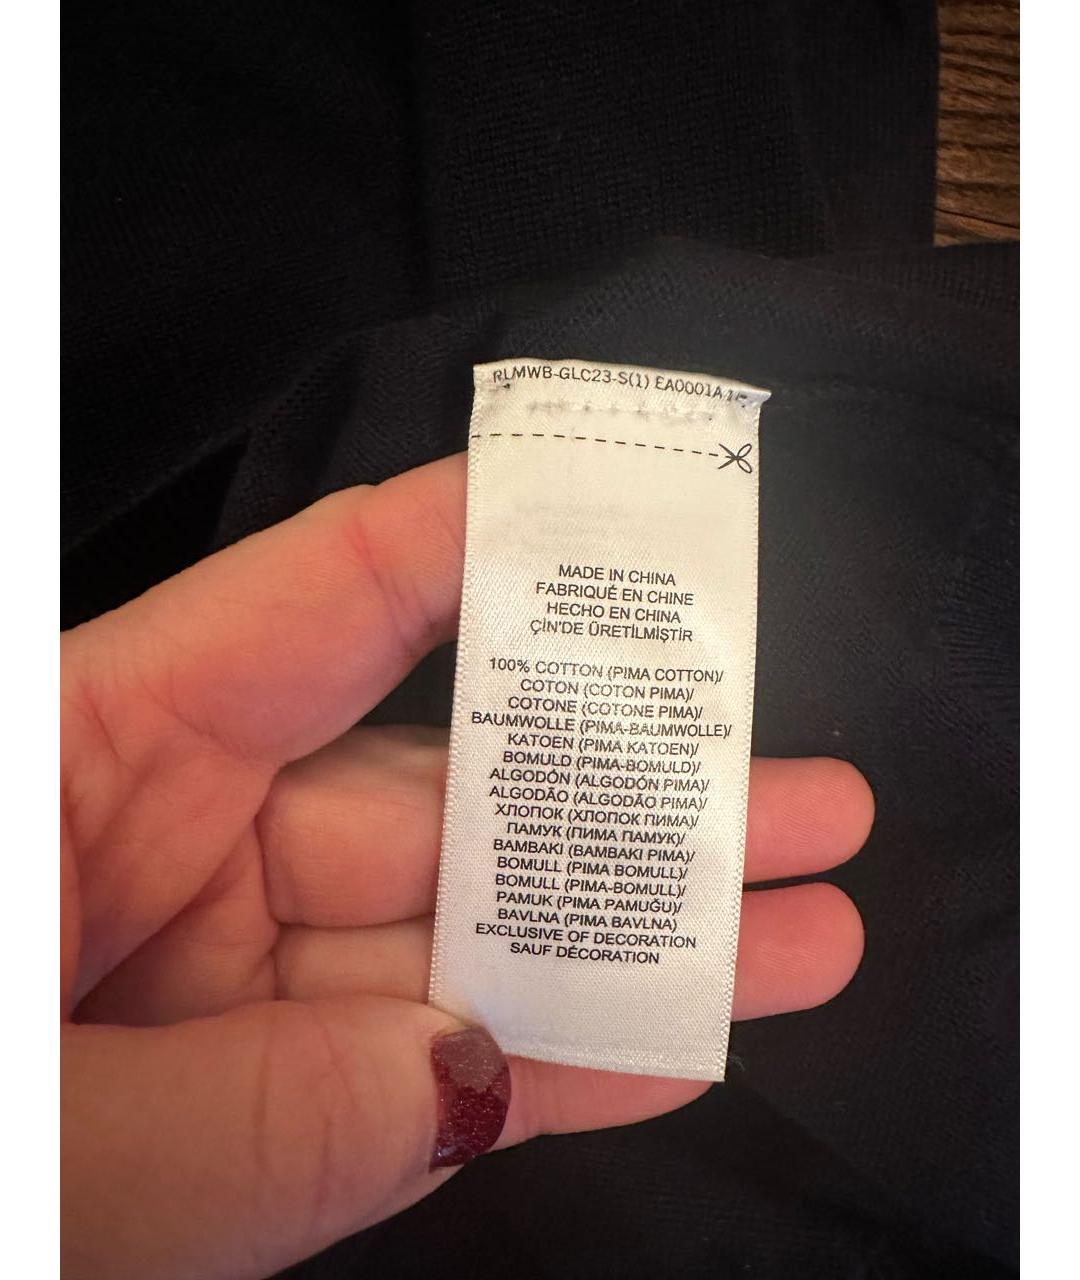 RLMWB-GLC23-S(1) EA0001A
MADE IN CHINA
FABRIQUÉ EN CHINE
HECHO EN CHINA
ÇİN'DE ÜRETİLMİŞTİR
100% COTTON (PIMA COTTON)/
COTON (COTON PIMA)/
COTONE (COTONE PIMA)/
BAUMWOLLE (PIMA-BAUMWOLLE)/
KATOEN (PIMA KATOEN)/
BOMULD (PIMA-BOMULD)/
ALGODÓN (ALGODÓN PIMA)/
ALGODÃO (ALGODÃO PIMA)/
ХЛОПОК (ХЛОПОК ПИМА)/
ПАМУК (ПИМА ПАМУК)/
BAMBAKI (BAMBAKI PIMA)/
BOMULL (PIMA BOMULL)/
BOMULL (PIMA-BOMULL)/
PAMUK (PIMA PAMUĞU)/
BAVLNA (PIMA BAVLNA)
EXCLUSIVE OF DECORATION
SAUF DÉCORATION